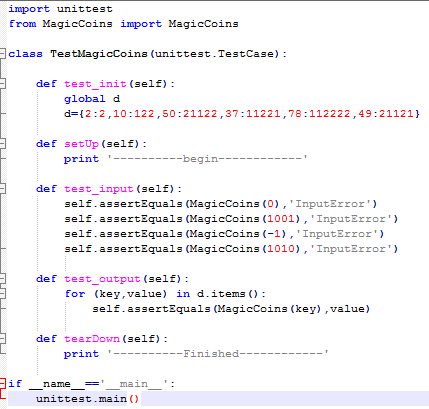 import unittest
from MagicCoins import MagicCoins
class TestMagicCoins(unittest.TestCase):
def test_init(self):
global d
d={2:2,10:122,50:21122,37:11221,78:112222,49:21121}
def setUp(self):
print '----------begin------------'
def test_input(self):
self.assertEquals(MagicCoins(0),'InputError')
self.assertEquals(MagicCoins(1001),'InputError')
self.assertEquals(MagicCoins(-1),'InputError')
self.assertEquals(MagicCoins(1010),'InputError')
def test_output(self):
for (key,value) in d.items():
self.assertEquals(MagicCoins(key),value)
def tearDown(self):
print '----------Finished------------'
if __name__=='__main__':
unittest.main()